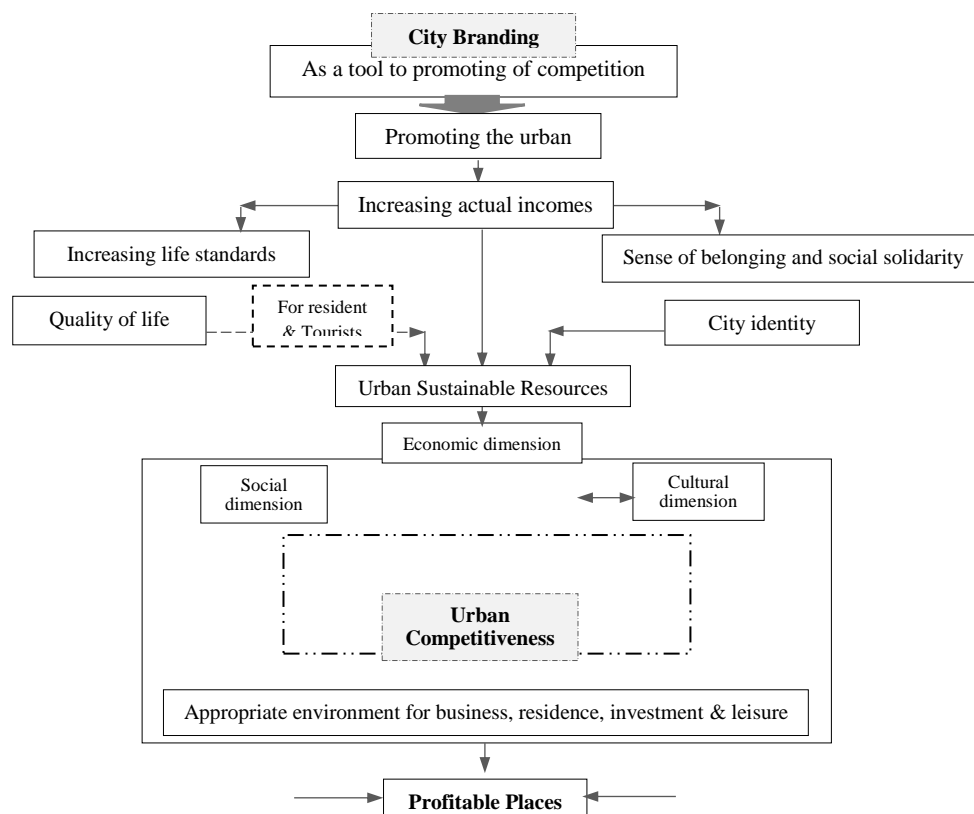 City Branding
As a tool to promoting of competition
Promoting the urban
Increasing actual incomes
Increasing life standards
Sense of belonging and social solidarity
Quality of life
For resident
& Tourists
City identity
Urban Sustainable Resources
Economic dimension
Social
dimension
Cultural
dimension
Urban
Competitiveness
Appropriate environment for business, residence, investment & leisure
Profitable Places